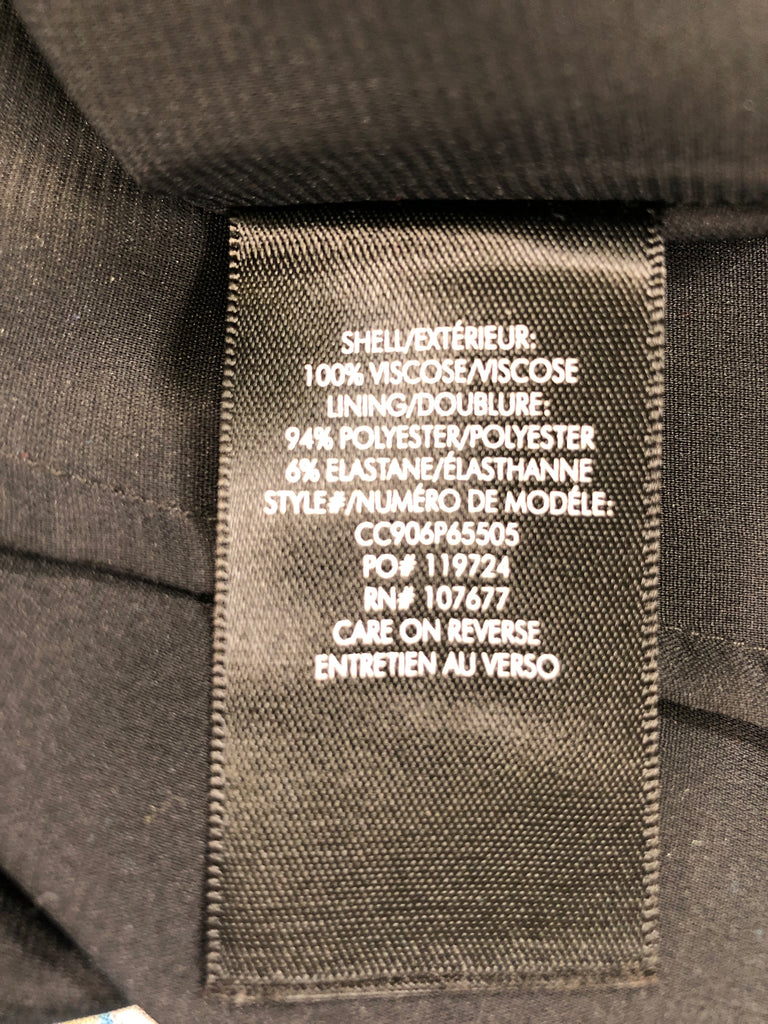 SHELL/EXTÉRIEUR:
100% VISCOSE/VISCOSE
LINING/DOUBLURE:
94% POLYESTER/POLYESTER
6% ELASTANE/ÉLASTHANNE
STYLE#/NUMÉRO DE MODÉLE:
CC906P65505
PO# 119724
RN# 107677
CARE ON REVERSE
ENTRETIEN AU VERSO